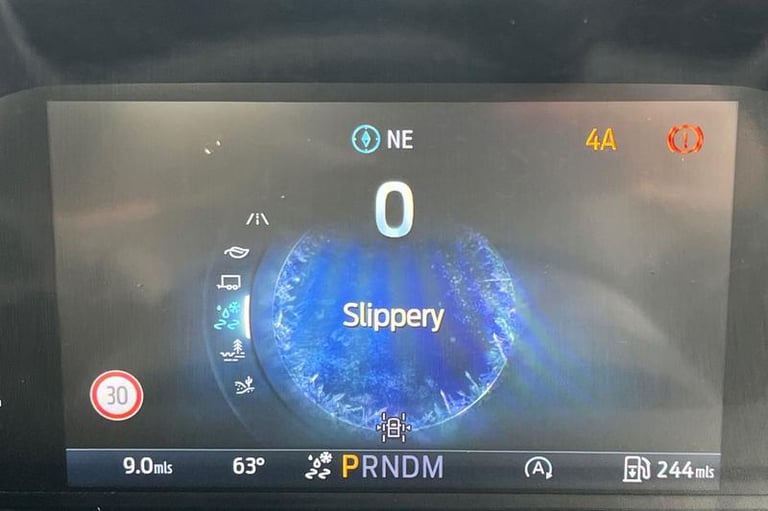 NE 4A
0
Slippery
30
9.0mls 63° PRNDM A 244mls